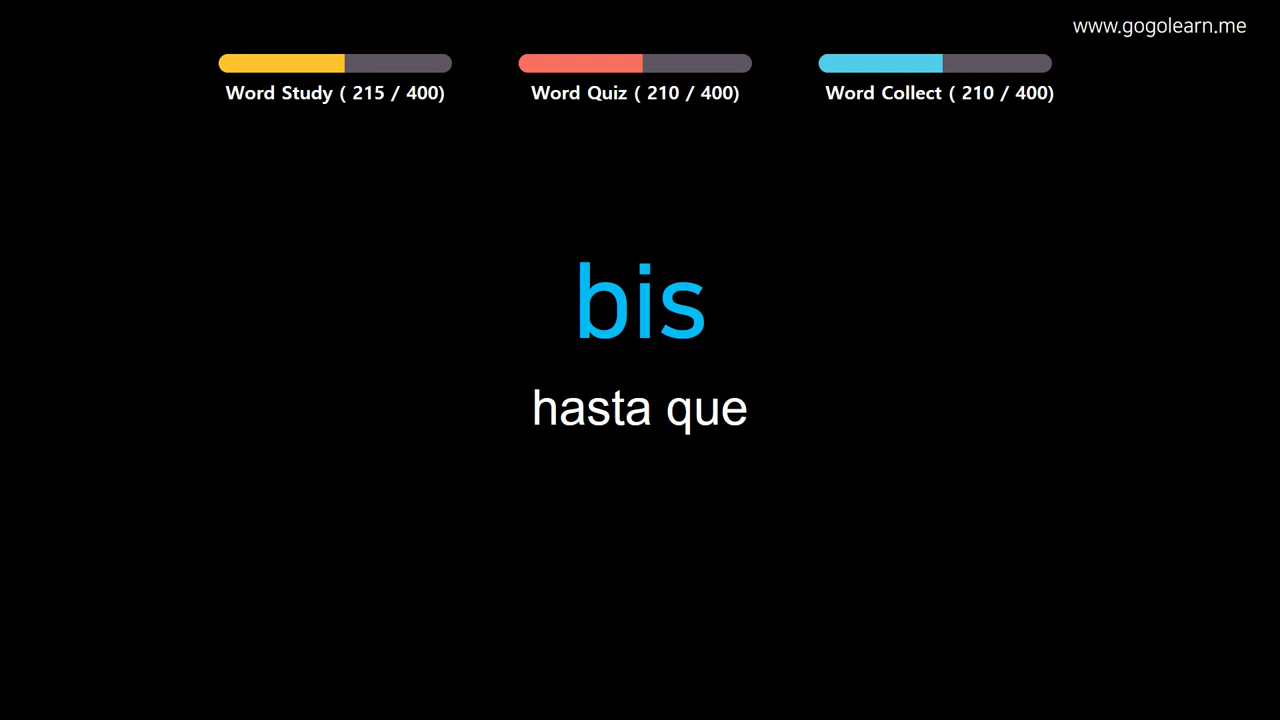 www.gogolearn.me
Word Study ( 215 / 400)
Word Quiz ( 210 / 400)
Word Collect ( 210 / 400)
bis
hasta que